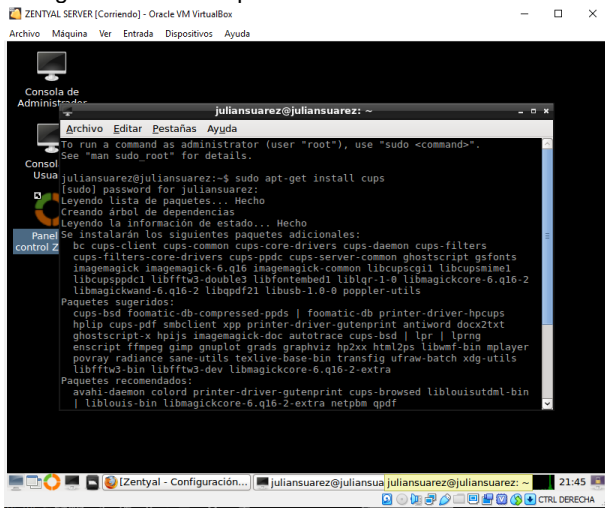 ZENTYAL SERVER [Corriendo] - Oracle VM VirtualBox
Archivo Máquina Ver Entrada Dispositivos Ayuda
Consola de
juliansuarez@juliansuarez: ~
Archivo Editar Pestañas Ayuda
To run a command as administrator (user "root"), use "sudo <command>".
See "man sudo_root" for details.
Consol
Usua
juliansuarez@juliansuarez:~$ sudo apt-get install cups
[sudo] password for juliansuarez:
Leyendo lista de paquetes... Hecho
Creando árbol de dependencias
Leyendo la información de estado... Hecho
Panel
control Z
Se instalarán los siguientes paquetes adicionales:
bc cups-client cups-common cups-core-drivers cups-daemon cups-filters
cups-filters-core-drivers cups-ppdc cups-server-common ghostscript gsfonts
imagemagick imagemagick-6.q16 imagemagick-common libcupscgi1 libcupsmime1
libcupsppdc1 libfftw3-double3 libfontembed1 liblqr-1-0 libmagickcore-6.q16-2
libmagickwand-6.q16-2 libqpdf21 libusb-1.0-0 poppler-utils
Paquetes sugeridos:
cups-bsd foomatic-db-compressed-ppds | foomatic-db printer-driver-hpcups
hplip cups-pdf smbclient xpp printer-driver-gutenprint antiword docx2txt
ghostscript-x hpijs imagemagick-doc autotrace cups-bsd | lpr | lprng
enscript ffmpeg gimp gnuplot grads graphviz hp2xx html2ps libwmf-bin mplayer
povray radiance sane-utils texlive-base-bin transfig ufraw-batch xdg-utils
libfftw3-bin libfftw3-dev libmagickcore-6.q16-2-extra
Paquetes recomendados:
avahi-daemon colord printer-driver-gutenprint cups-browsed liblouisutdml-bin
| liblouis-bin libmagickcore-6.q16-2-extra netpbm qpdf
[Zentyal - Configuración...] juliansuarez@juliansua juliansuarez@juliansuarez: ~ 21:45
CTRL DERECHA